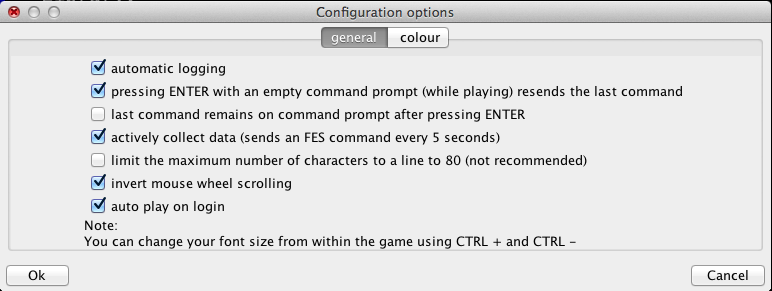 Configuration options
general colour
automatic logging
pressing ENTER with an empty command prompt (while playing) resends the last command
last command remains on command prompt after pressing ENTER
actively collect data (sends an FES command every 5 seconds)
limit the maximum number of characters to a line to 80 (not recommended)
invert mouse wheel scrolling
auto play on login
Note:
You can change your font size from within the game using CTRL + and CTRL -
Ok Cancel